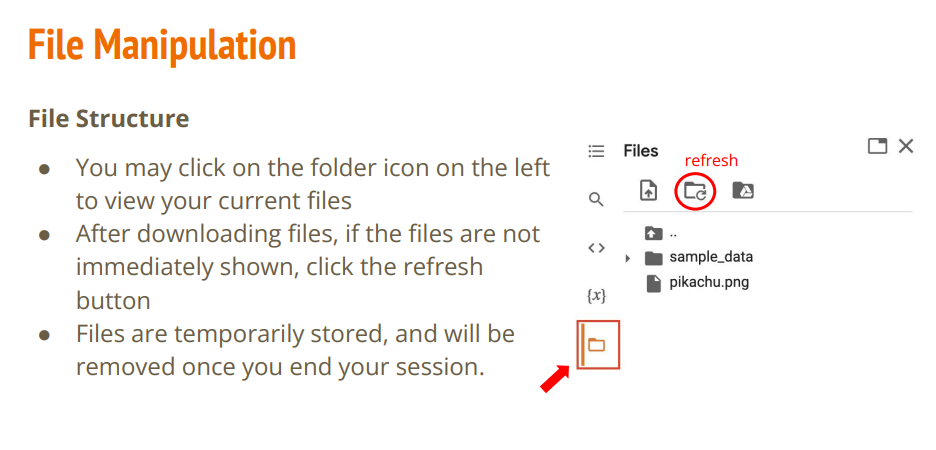 File Manipulation
File Structure
● You may click on the folder icon on the left
to view your current files
● After downloading files, if the files are not
immediately shown, click the refresh
button
● Files are temporarily stored, and will be
removed once you end your session.
Files
refresh
..
sample_data
pikachu.png
<>
{x}